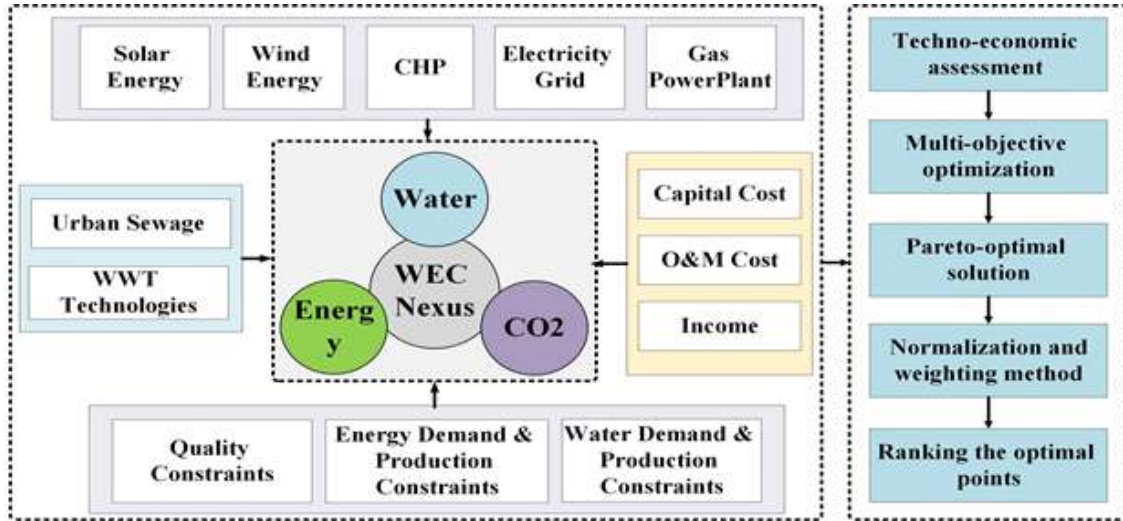 Solar
Energy
Wind
Energy
CHP
Electricity
Grid
Gas
PowerPlant
Urban Sewage
WWT
Technologies
Water
WEC
Nexus
Energ
y
CO2
Capital Cost
O&M Cost
Income
Quality
Constraints
Energy Demand &
Production
Constraints
Water Demand &
Production
Constraints
Techno-economic
assessment
Multi-objective
optimization
Pareto-optimal
solution
Normalization and
weighting method
Ranking the optimal
points